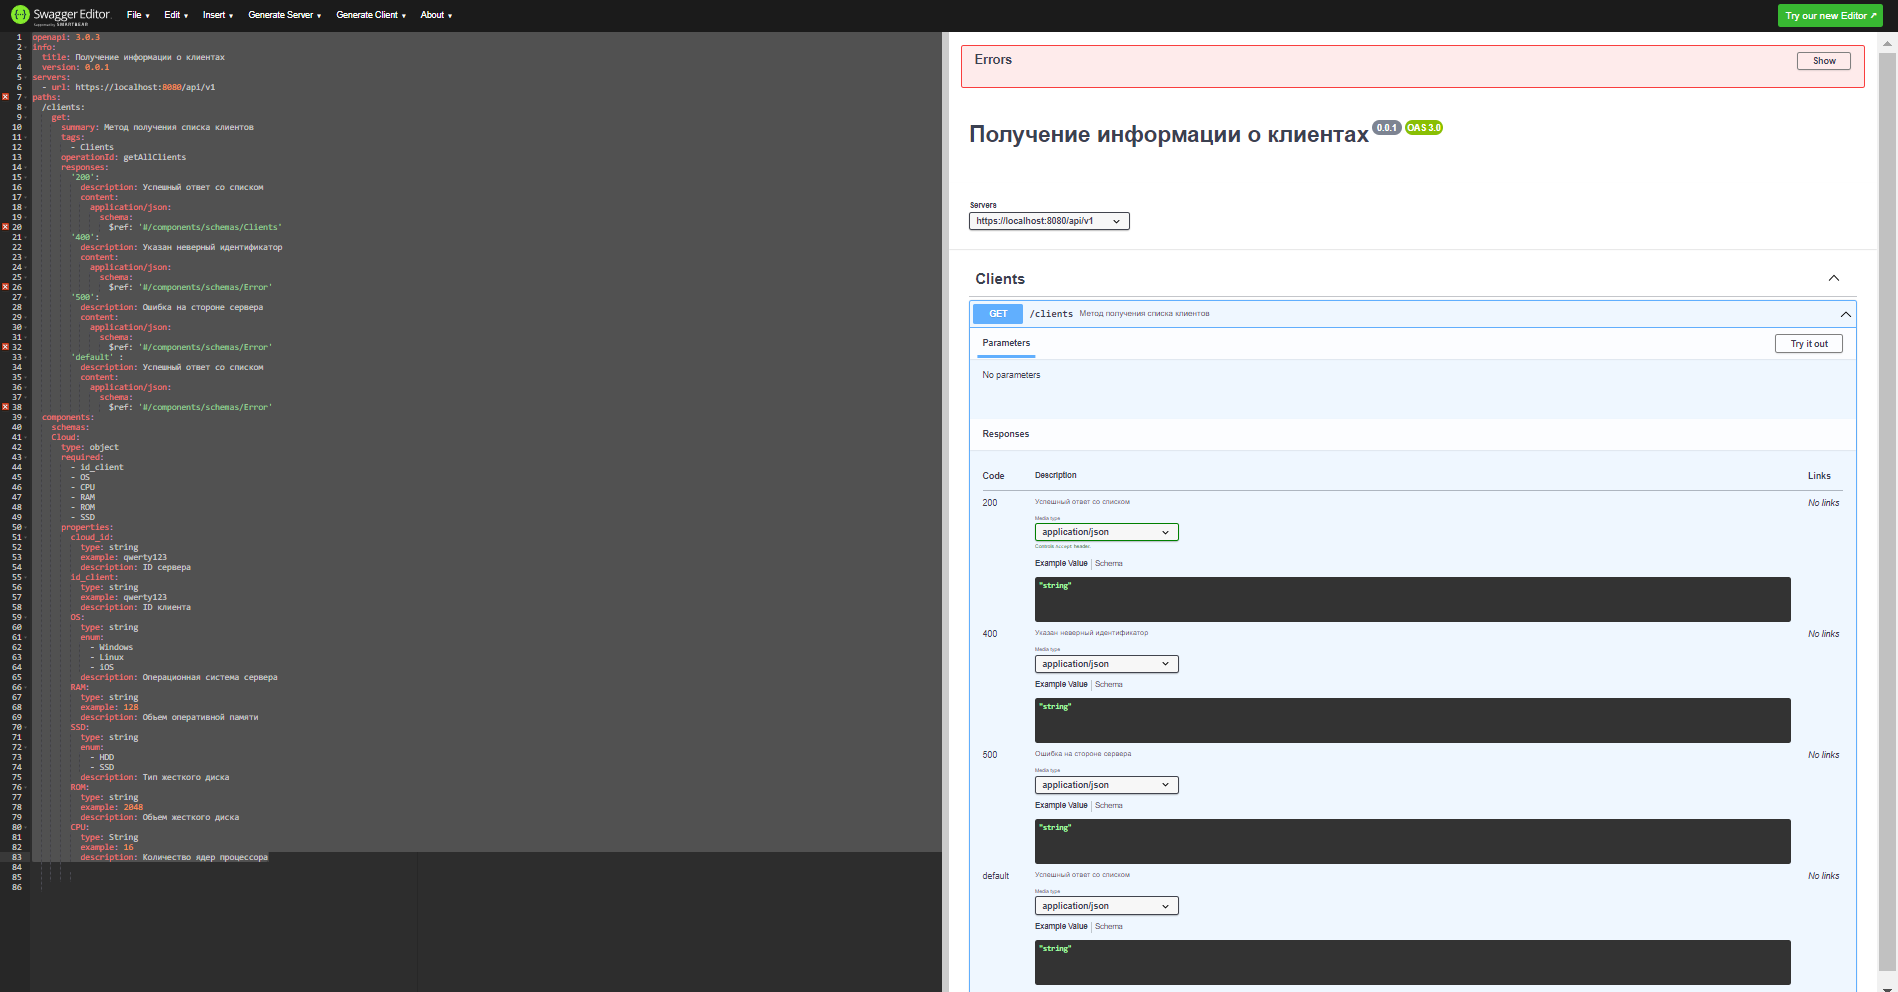 Swagger Editor
Supported by SMARTBEAR
File
Edit
Insert
Generate Server
Generate Client
About
Try our new Editor
1 openapi: 3.0.3
2 info:
3 title: Получение информации о клиентах
4 version: 0.0.1
5 servers:
6 - url: https://localhost:8080/api/v1
7 paths:
8 /clients:
9 get:
10 summary: Метод получения списка клиентов
11 tags:
12 - Clients
13 operationId: getAllClients
14 responses:
15 '200':
16 description: Успешный ответ со списком
17 content:
18 application/json:
19 schema:
20 $ref: '#/components/schemas/Clients'
21 '400':
22 description: Указан неверный идентификатор
23 content:
24 application/json:
25 schema:
26 $ref: '#/components/schemas/Error'
27 '500':
28 description: Ошибка на стороне сервера
29 content:
30 application/json:
31 schema:
32 $ref: '#/components/schemas/Error'
33 'default' :
34 description: Успешный ответ со списком
35 content:
36 application/json:
37 schema:
38 $ref: '#/components/schemas/Error'
39 components:
40 schemas:
41 Cloud:
42 type: object
43 required:
44 - id_client
45 - OS
46 - CPU
47 - RAM
48 - ROM
49 - SSD
50 properties:
51 cloud_id:
52 type: string
53 example: qwerty123
54 description: ID сервера
55 id_client:
56 type: string
57 example: qwerty123
58 description: ID клиента
59 OS:
60 type: string
61 enum:
62 - Windows
63 - Linux
64 - iOS
65 description: Операционная система сервера
66 RAM:
67 type: string
68 example: 128
69 description: Объем оперативной памяти
70 SSD:
71 type: string
72 enum:
73 - HDD
74 - SSD
75 description: Тип жесткого диска
76 ROM:
77 type: string
78 example: 2048
79 description: Объем жесткого диска
80 CPU:
81 type: String
82 example: 16
83 description: Количество ядер процессора
84
85
86
Errors
Show
Получение информации о клиентах 0.0.1 OAS 3.0
Servers
https://localhost:8080/api/v1
Clients
GET /clients Метод получения списка клиентов
Parameters
Try it out
No parameters
Responses
Code Description Links
200 Успешный ответ со списком No links
Media type
application/json
Controls Accept header.
Example Value | Schema
"string"
400 Указан неверный идентификатор No links
Media type
application/json
Example Value | Schema
"string"
500 Ошибка на стороне сервера No links
Media type
application/json
Example Value | Schema
"string"
default Успешный ответ со списком No links
Media type
application/json
Example Value | Schema
"string"